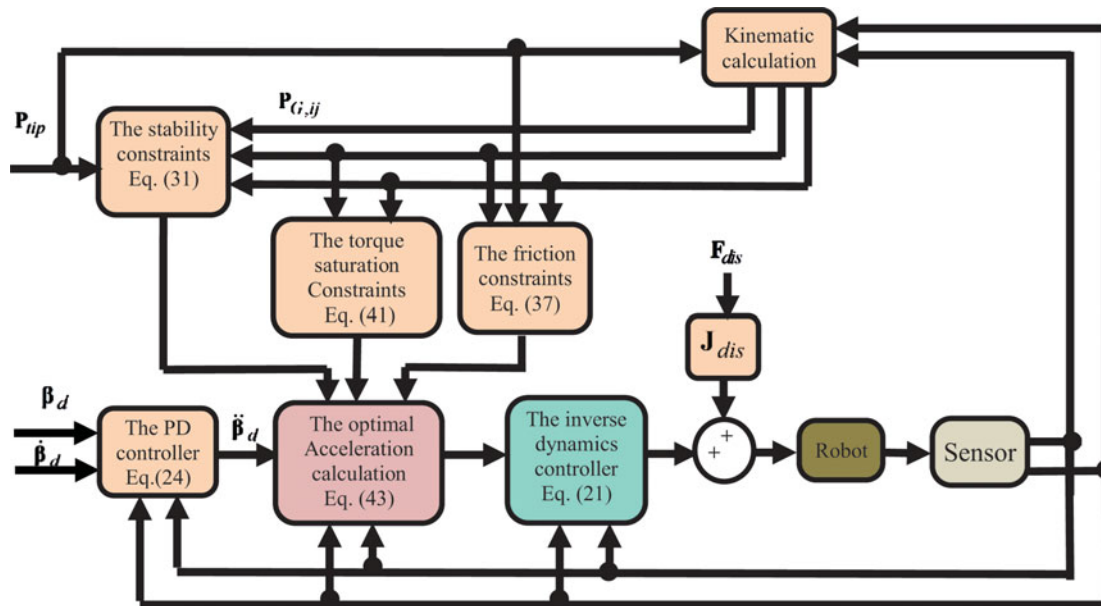 Kinematic
calculation
P_tip
P_G,ij
The stability
constraints
Eq. (31)
The torque
saturation
Constraints
Eq. (41)
The friction
constraints
Eq. (37)
F_dis
J_dis
β_d
β̇_d
The PD
controller
Eq.(24)
β̈_d
The optimal
Acceleration
calculation
Eq. (43)
The inverse
dynamics
controller
Eq. (21)
+
+
Robot
Sensor